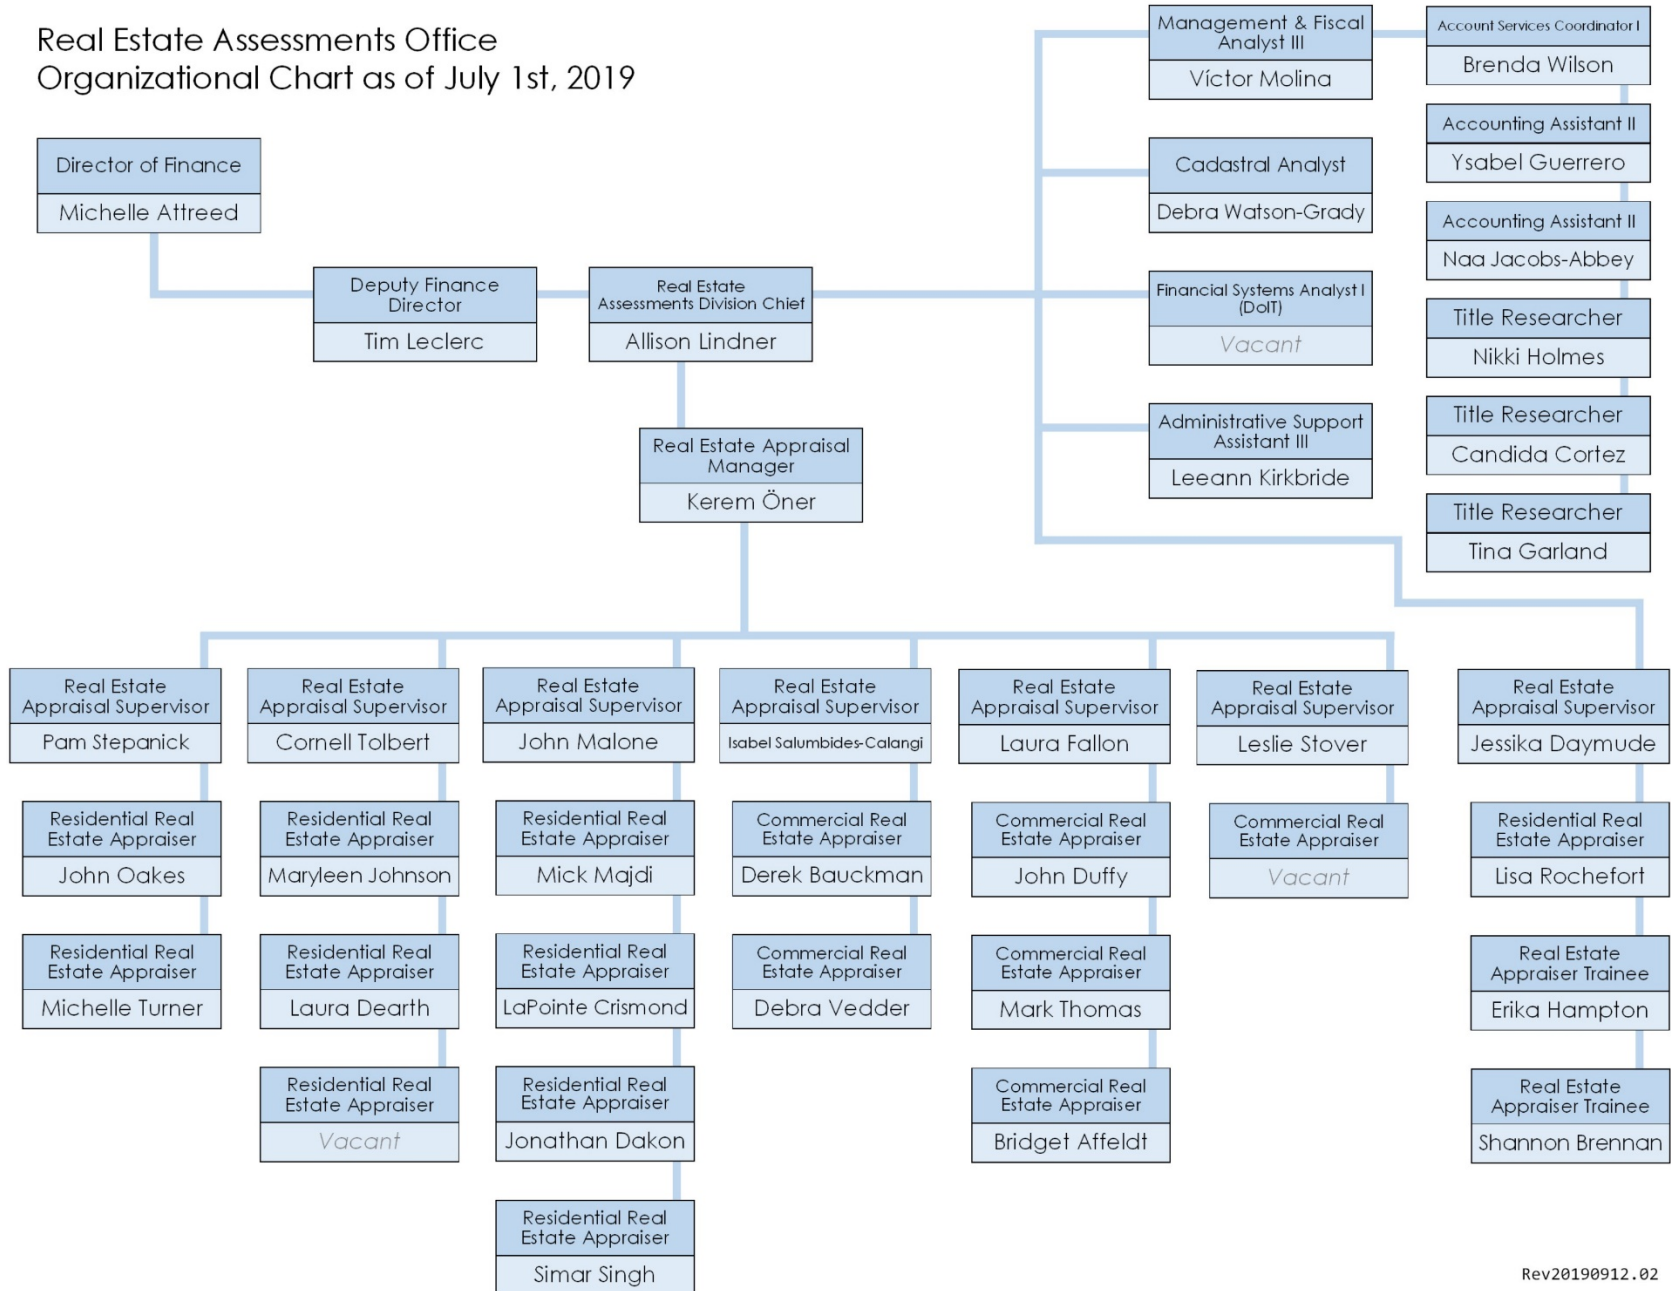 Real Estate Assessments Office
Organizational Chart as of July 1st, 2019
Director of Finance
Michelle Attreed
Deputy Finance
Director
Tim Leclerc
Real Estate
Assessments Division Chief
Allison Lindner
Real Estate Appraisal
Manager
Kerem Öner
Management & Fiscal
Analyst III
Víctor Molina
Cadastral Analyst
Debra Watson-Grady
Financial Systems Analyst I
(DoIT)
Vacant
Administrative Support
Assistant III
Leeann Kirkbride
Account Services Coordinator I
Brenda Wilson
Accounting Assistant II
Ysabel Guerrero
Accounting Assistant II
Naa Jacobs-Abbey
Title Researcher
Nikki Holmes
Title Researcher
Candida Cortez
Title Researcher
Tina Garland
Real Estate
Appraisal Supervisor
Pam Stepanick
Residential Real
Estate Appraiser
John Oakes
Residential Real
Estate Appraiser
Michelle Turner
Real Estate
Appraisal Supervisor
Cornell Tolbert
Residential Real
Estate Appraiser
Maryleen Johnson
Residential Real
Estate Appraiser
Laura Dearth
Residential Real
Estate Appraiser
Vacant
Real Estate
Appraisal Supervisor
John Malone
Residential Real
Estate Appraiser
Mick Majdi
Residential Real
Estate Appraiser
LaPointe Crismond
Residential Real
Estate Appraiser
Jonathan Dakon
Residential Real
Estate Appraiser
Simar Singh
Real Estate
Appraisal Supervisor
Isabel Salumbides-Calangi
Commercial Real
Estate Appraiser
Derek Bauckman
Commercial Real
Estate Appraiser
Debra Vedder
Real Estate
Appraisal Supervisor
Laura Fallon
Commercial Real
Estate Appraiser
John Duffy
Commercial Real
Estate Appraiser
Mark Thomas
Commercial Real
Estate Appraiser
Bridget Affeldt
Real Estate
Appraisal Supervisor
Leslie Stover
Commercial Real
Estate Appraiser
Vacant
Real Estate
Appraisal Supervisor
Jessika Daymude
Residential Real
Estate Appraiser
Lisa Rochefort
Real Estate
Appraiser Trainee
Erika Hampton
Real Estate
Appraiser Trainee
Shannon Brennan
Rev20190912.02